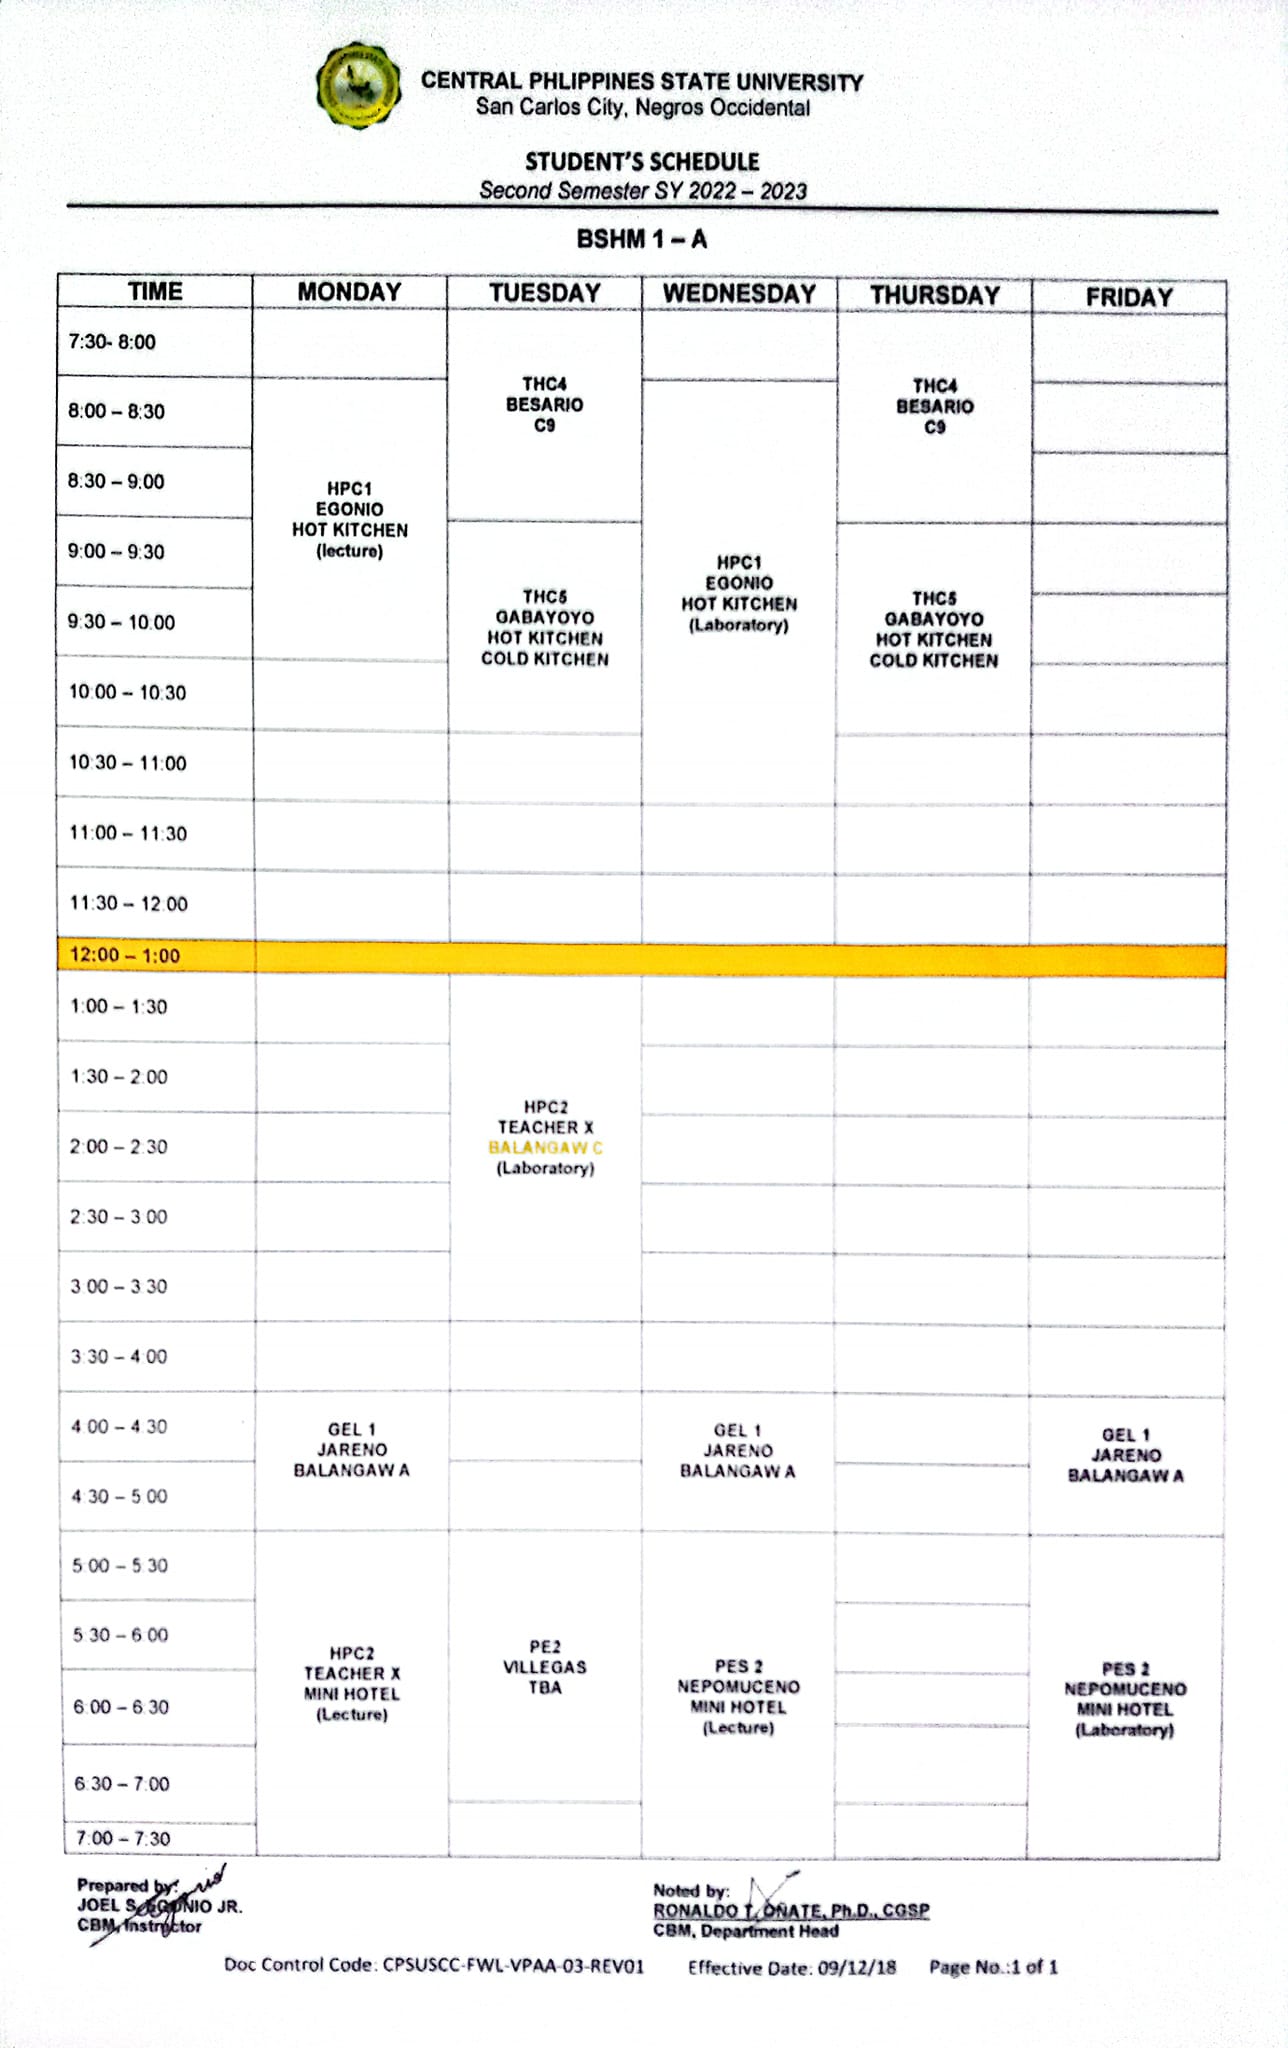 CENTRAL PHLIPPINES STATE UNIVERSITY
San Carlos City, Negros Occidental
STUDENT'S SCHEDULE
Second Semester SY 2022 – 2023
BSHM 1 – A
TIME MONDAY TUESDAY WEDNESDAY THURSDAY FRIDAY
7:30- 8:00
8:00 – 8:30
8:30 – 9:00
9:00 – 9:30
9:30 – 10:00
10:00 – 10:30
10:30 – 11:00
11:00 – 11:30
11:30 – 12:00
12:00 – 1:00
1:00 – 1:30
1:30 – 2:00
2:00 – 2:30
2:30 – 3:00
3:00 – 3:30
3:30 – 4:00
4:00 – 4:30
4:30 – 5:00
5:00 – 5:30
5:30 – 6:00
6:00 – 6:30
6:30 – 7:00
7:00 – 7:30
HPC1
EGONIO
HOT KITCHEN
(lecture)
GEL 1
JARENO
BALANGAW A
HPC2
TEACHER X
MINI HOTEL
(Lecture)
THC4
BESARIO
C9
THC5
GABAYOYO
HOT KITCHEN
COLD KITCHEN
HPC2
TEACHER X
BALANGAW C
(Laboratory)
PE2
VILLEGAS
TBA
HPC1
EGONIO
HOT KITCHEN
(Laboratory)
GEL 1
JARENO
BALANGAW A
PES 2
NEPOMUCENO
MINI HOTEL
(Lecture)
THC4
BESARIO
C9
THC5
GABAYOYO
HOT KITCHEN
COLD KITCHEN
GEL 1
JARENO
BALANGAW A
PES 2
NEPOMUCENO
MINI HOTEL
(Laboratory)
Prepared by:
JOEL S. EGONIO JR.
CBM, Instructor
Noted by:
RONALDO T. OÑATE, Ph.D., CGSP
CBM, Department Head
Doc Control Code: CPSUSCC-FWL-VPAA-03-REV01 Effective Date: 09/12/18 Page No.:1 of 1